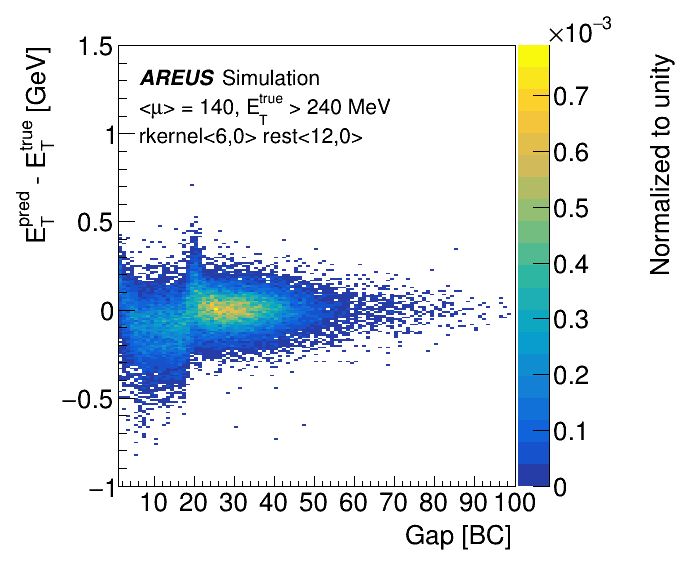 ×10⁻³
AREUS Simulation
<μ> = 140, E_T^true > 240 MeV
rkernel<6,0> rest<12,0>
E_T^pred - E_T^true [GeV]
1.5
1
0.5
0
−0.5
−1
10 20 30 40 50 60 70 80 90 100
Gap [BC]
0.7
0.6
0.5
0.4
0.3
0.2
0.1
0
Normalized to unity